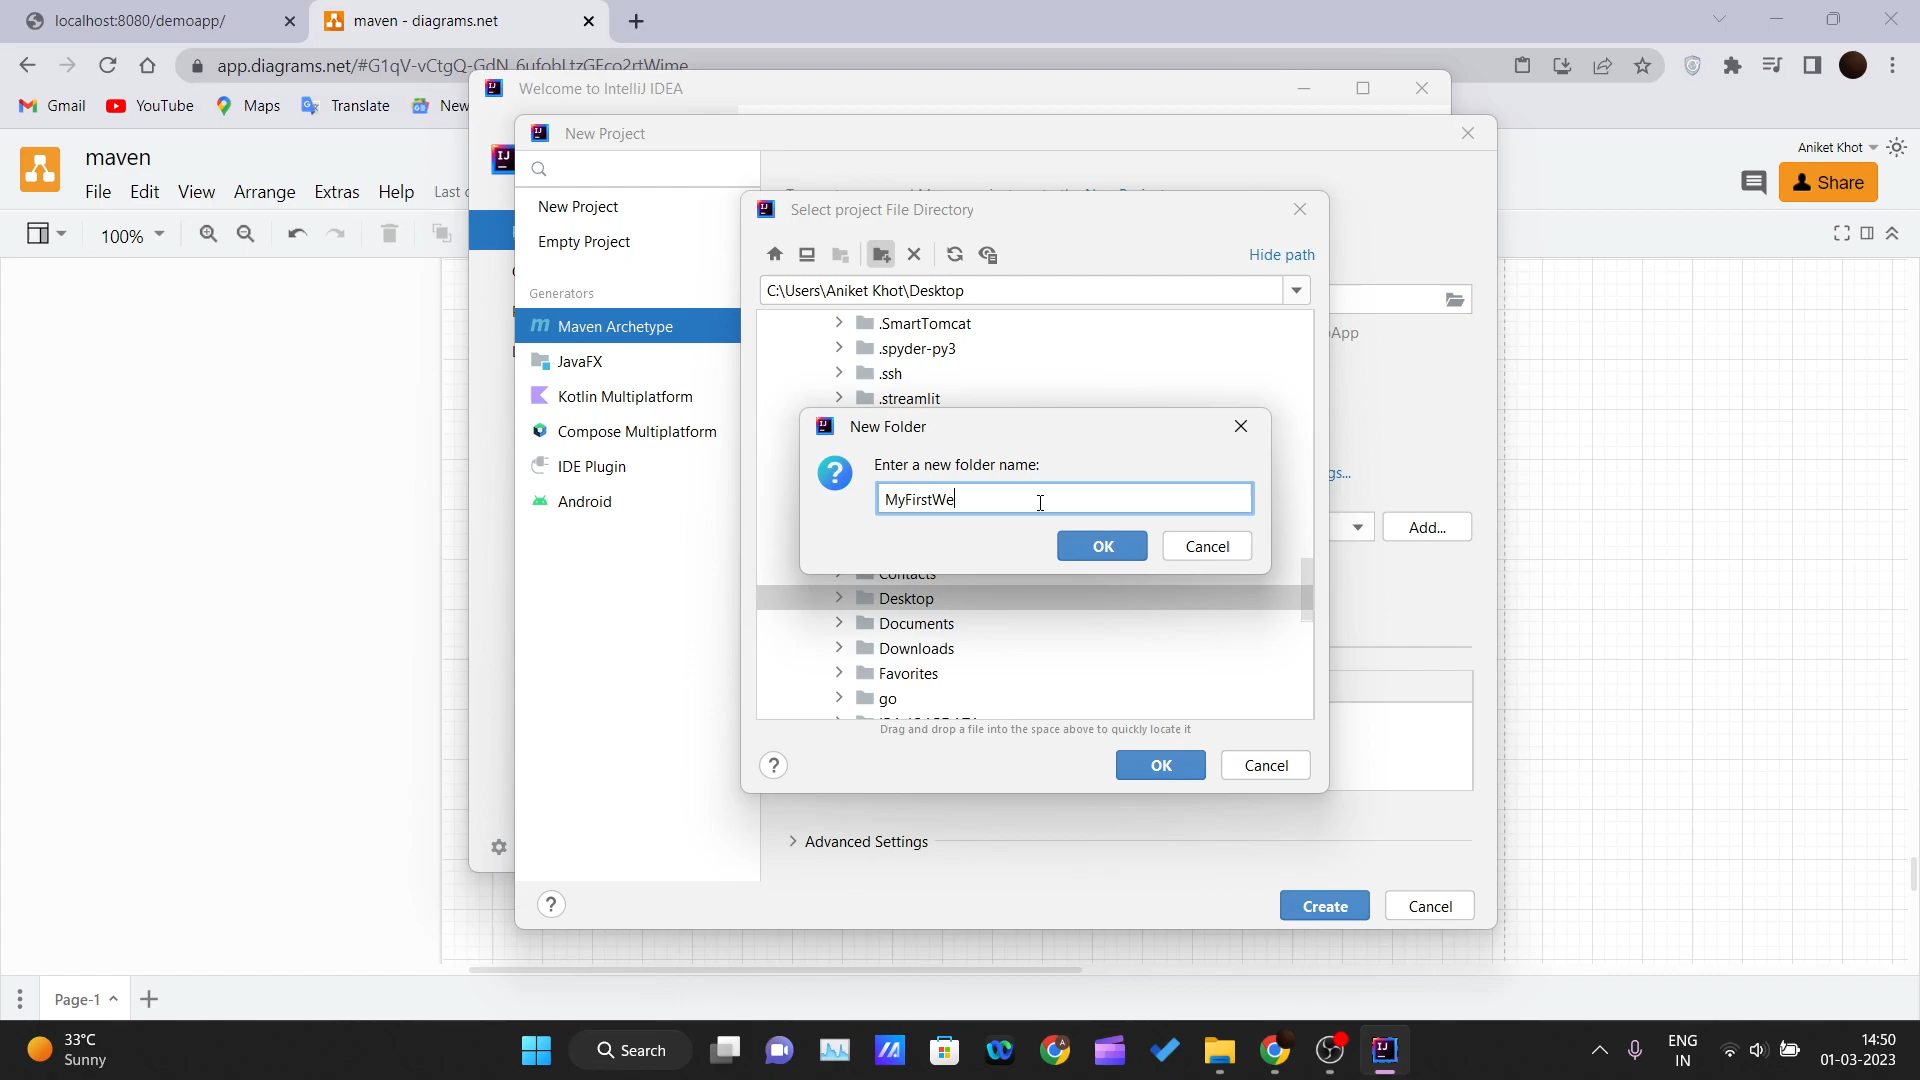 localhost:8080/demoapp/
maven - diagrams.net
app.diagrams.net/#G1qV-vCtgQ-GdN_6ufobLtzGFco2rtWime
Gmail
YouTube
Maps
Translate
New
Welcome to IntelliJ IDEA
New Project
maven
File
Edit
View
Arrange
Extras
Help
Last
Aniket Khot
Share
100%
New Project
Empty Project
Generators
Maven Archetype
JavaFX
Kotlin Multiplatform
Compose Multiplatform
IDE Plugin
Android
Select project File Directory
Hide path
C:\Users\Aniket Khot\Desktop
.SmartTomcat
.spyder-py3
.ssh
.streamlit
New Folder
Enter a new folder name:
MyFirstWe
OK
Cancel
Contacts
Desktop
Documents
Downloads
Favorites
go
Drag and drop a file into the space above to quickly locate it
?
OK
Cancel
Add...
Advanced Settings
?
Create
Cancel
Page-1
33°C
Sunny
Search
ENG
IN
14:50
01-03-2023